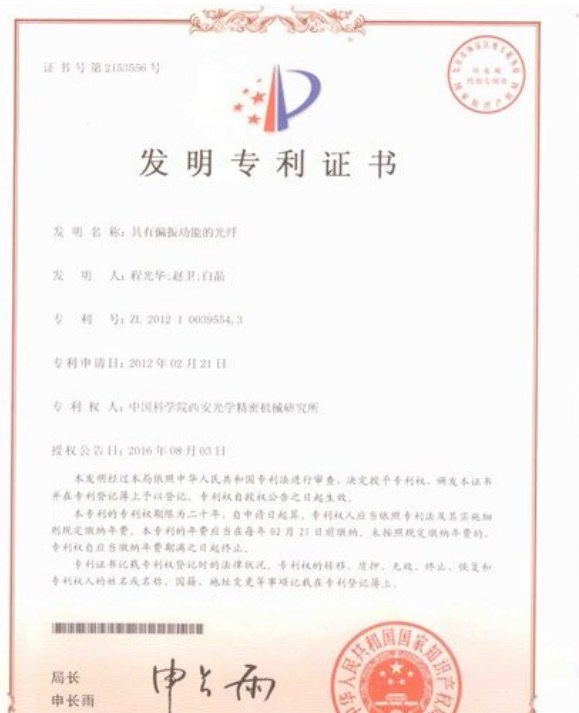 证书号第2153556号
发明专利证书
发 明 名 称：具有偏振功能的光纤
发 明 人：程光华;赵卫;白晶
专 利 号：ZL 2012 1 0039554.3
专利申请日：2012年02月21日
专 利 权 人：中国科学院西安光学精密机械研究所
授权公告日：2016年08月03日
本发明经过本局依照中华人民共和国专利法进行审查，决定授予专利权，颁发本证书
并在专利登记簿上予以登记。专利权自授权公告之日起生效。
本专利的专利权期限为二十年，自申请日起算。专利权人应当依照专利法及其实施细
则规定缴纳年费。本专利的年费应当在每年02月21日前缴纳。未按照规定缴纳年费的，
专利权自应当缴纳年费期满之日起终止。
专利证书记载专利权登记时的法律状况。专利权的转移、质押、无效、终止、恢复和
专利权人的姓名或名称、国籍、地址变更等事项记载在专利登记簿上。
局长
申长雨
申长雨
华人民共和国国家知识产权局